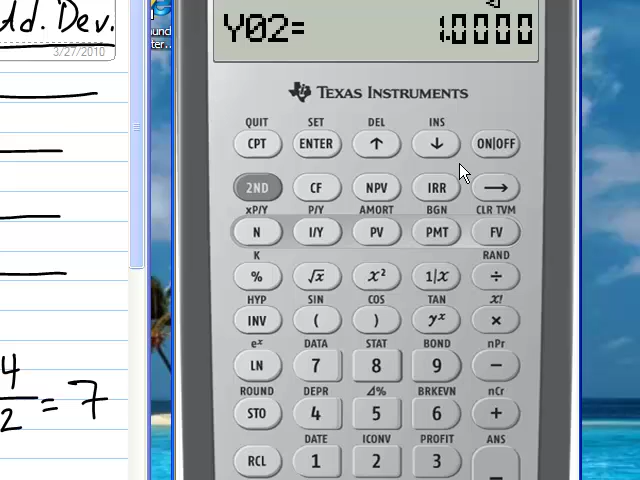 dd. Dev.
3/27/2010
4
2 = 7
Y02= 1.0000
TEXAS INSTRUMENTS
QUIT SET DEL INS
CPT ENTER ↑ ↓ ON|OFF
2ND CF NPV IRR →
xP/Y P/Y AMORT BGN CLR TVM
N I/Y PV PMT FV
K RAND
% √x x² 1|x ÷
HYP SIN COS TAN x!
INV ( ) yˣ ×
eˣ DATA STAT BOND nPr
LN 7 8 9 −
ROUND DEPR Δ% BRKEVN nCr
STO 4 5 6 +
DATE ICONV PROFIT ANS
RCL 1 2 3